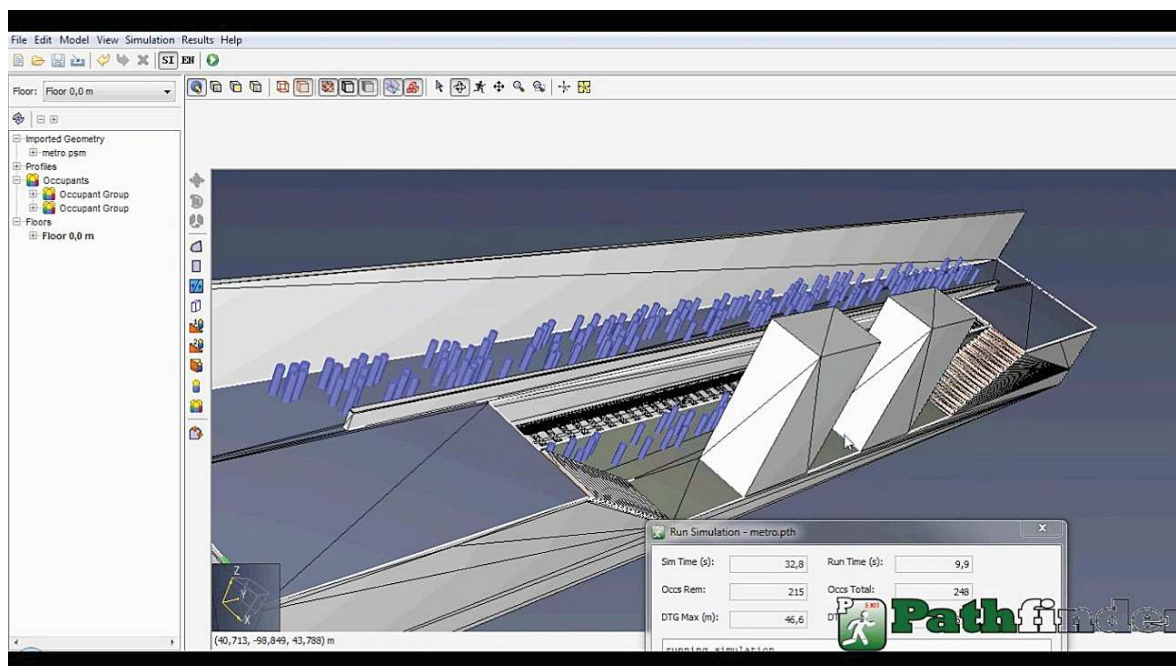 File Edit Model View Simulation Results Help
SI EN
Floor: Floor 0,0 m
Imported Geometry
metro.psm
Profiles
Occupants
Occupant Group
Occupant Group
Floors
Floor 0,0 m
Z
Y
X
Run Simulation - metro.pth
Sim Time (s): 32,8 Run Time (s): 9,9
Occs Rem: 215 Occs Total: 248
DTG Max (m): 46,6
running simulation
P EXIT
Pathfinder
(40,713, -98,849, 43,788) m